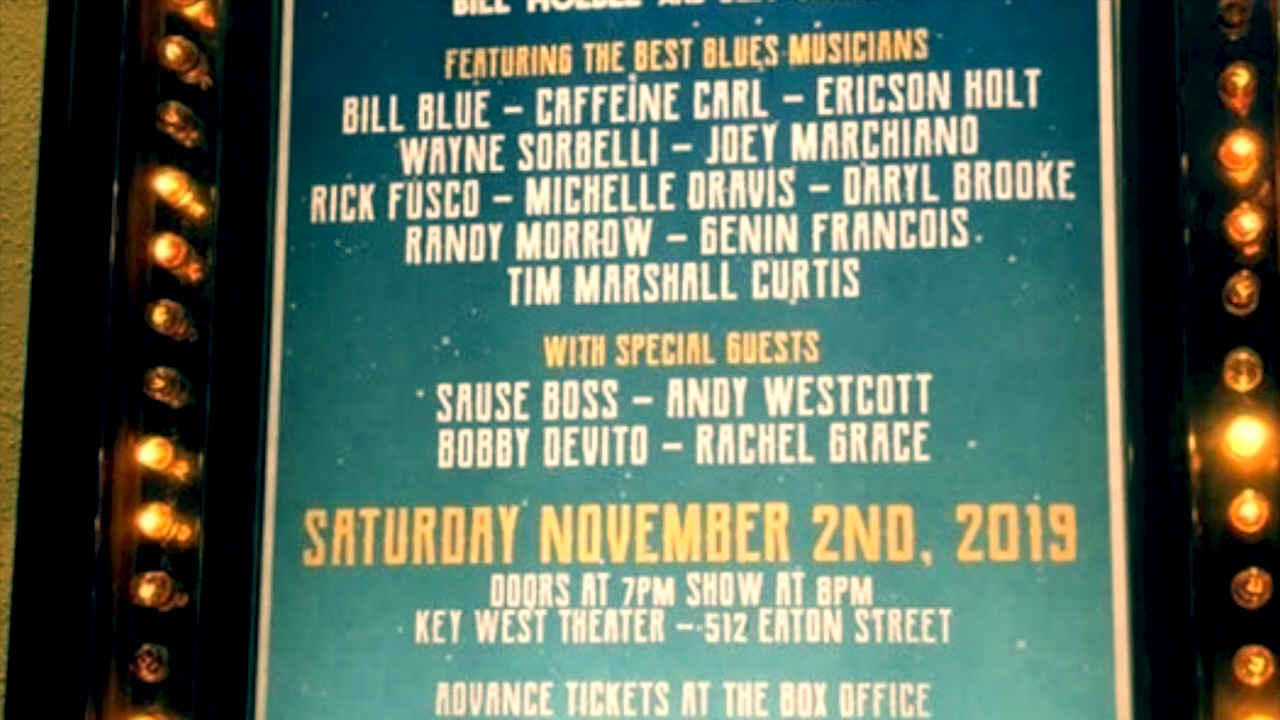 BILL
FEATURING THE BEST BLUES MUSICIANS
BILL BLUE – CAFFEINE CARL – ERICSON HOLT
WAYNE SORBELLI – JOEY MARCHIANO
RICK FUSCO – MICHELLE DRAVIS – DARYL BROOKE
RANDY MORROW – GENIN FRANCOIS
TIM MARSHALL CURTIS
WITH SPECIAL GUESTS
SAUSE BOSS – ANDY WESTCOTT
BOBBY DEVITO – RACHEL GRACE
SATURDAY NOVEMBER 2ND, 2019
DOORS AT 7PM SHOW AT 8PM
KEY WEST THEATER – 512 EATON STREET
ADVANCE TICKETS AT THE BOX OFFICE